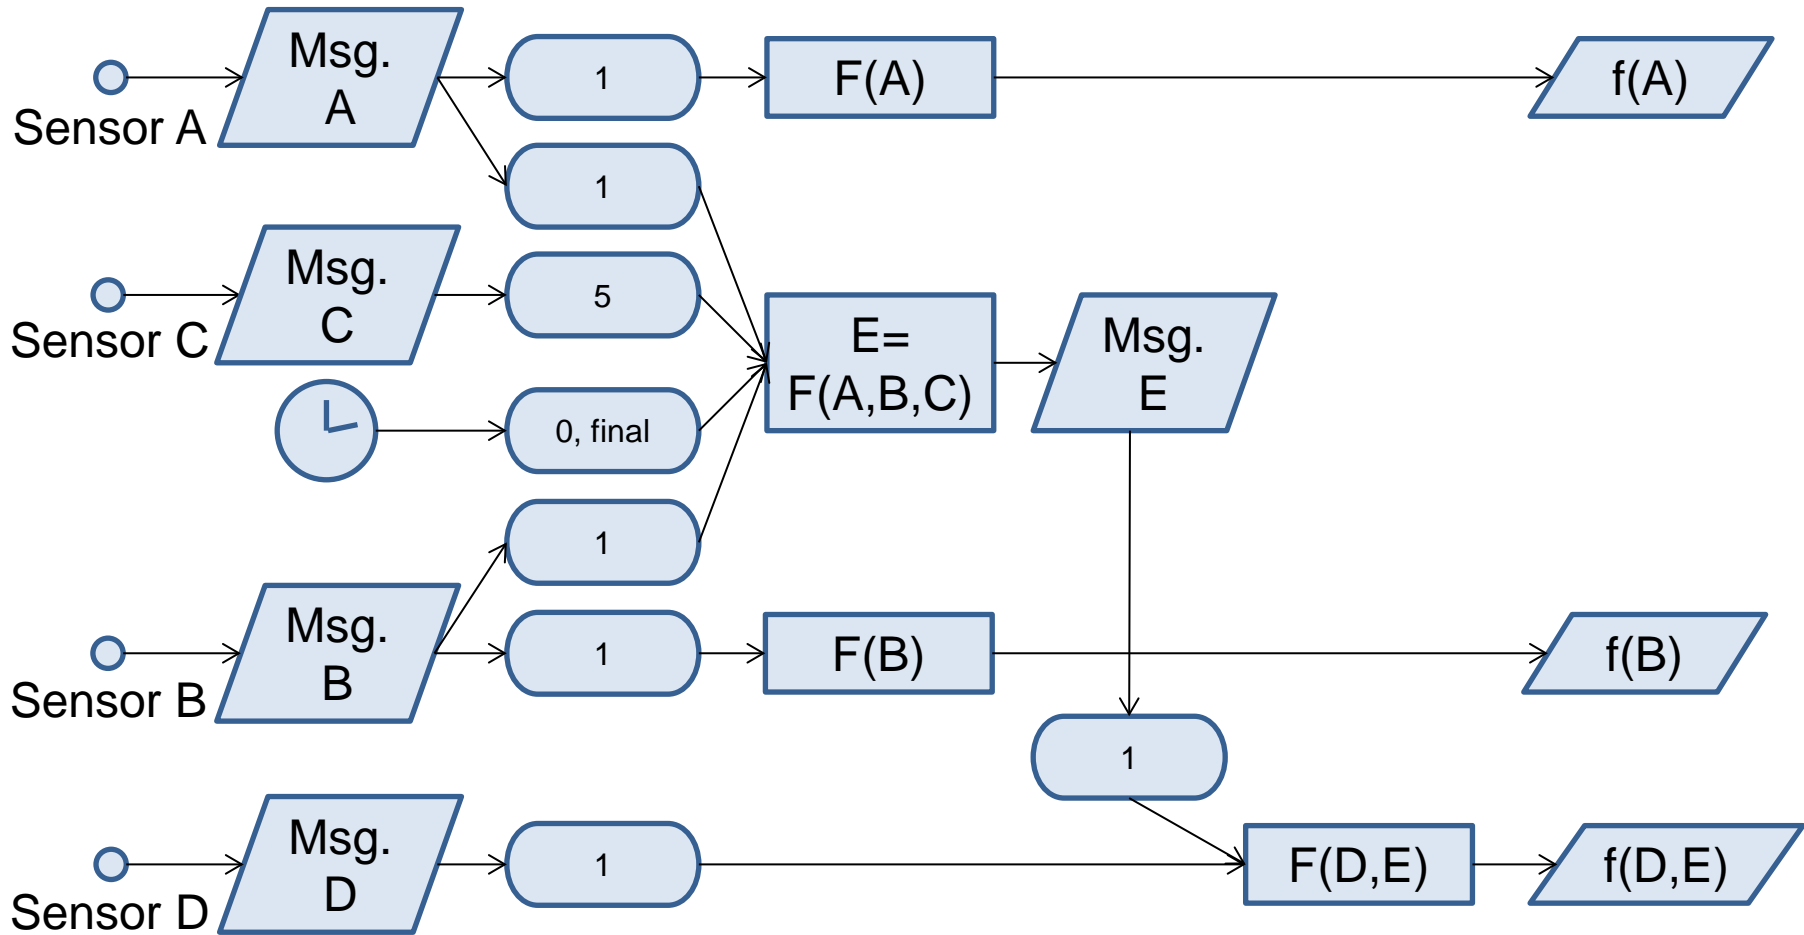 Msg.
A
1
F(A)
f(A)
Sensor A
1
Msg.
C
5
Sensor C
E=
F(A,B,C)
Msg.
E
0, final
1
Msg.
B
1
F(B)
f(B)
Sensor B
1
Msg.
D
1
F(D,E)
f(D,E)
Sensor D